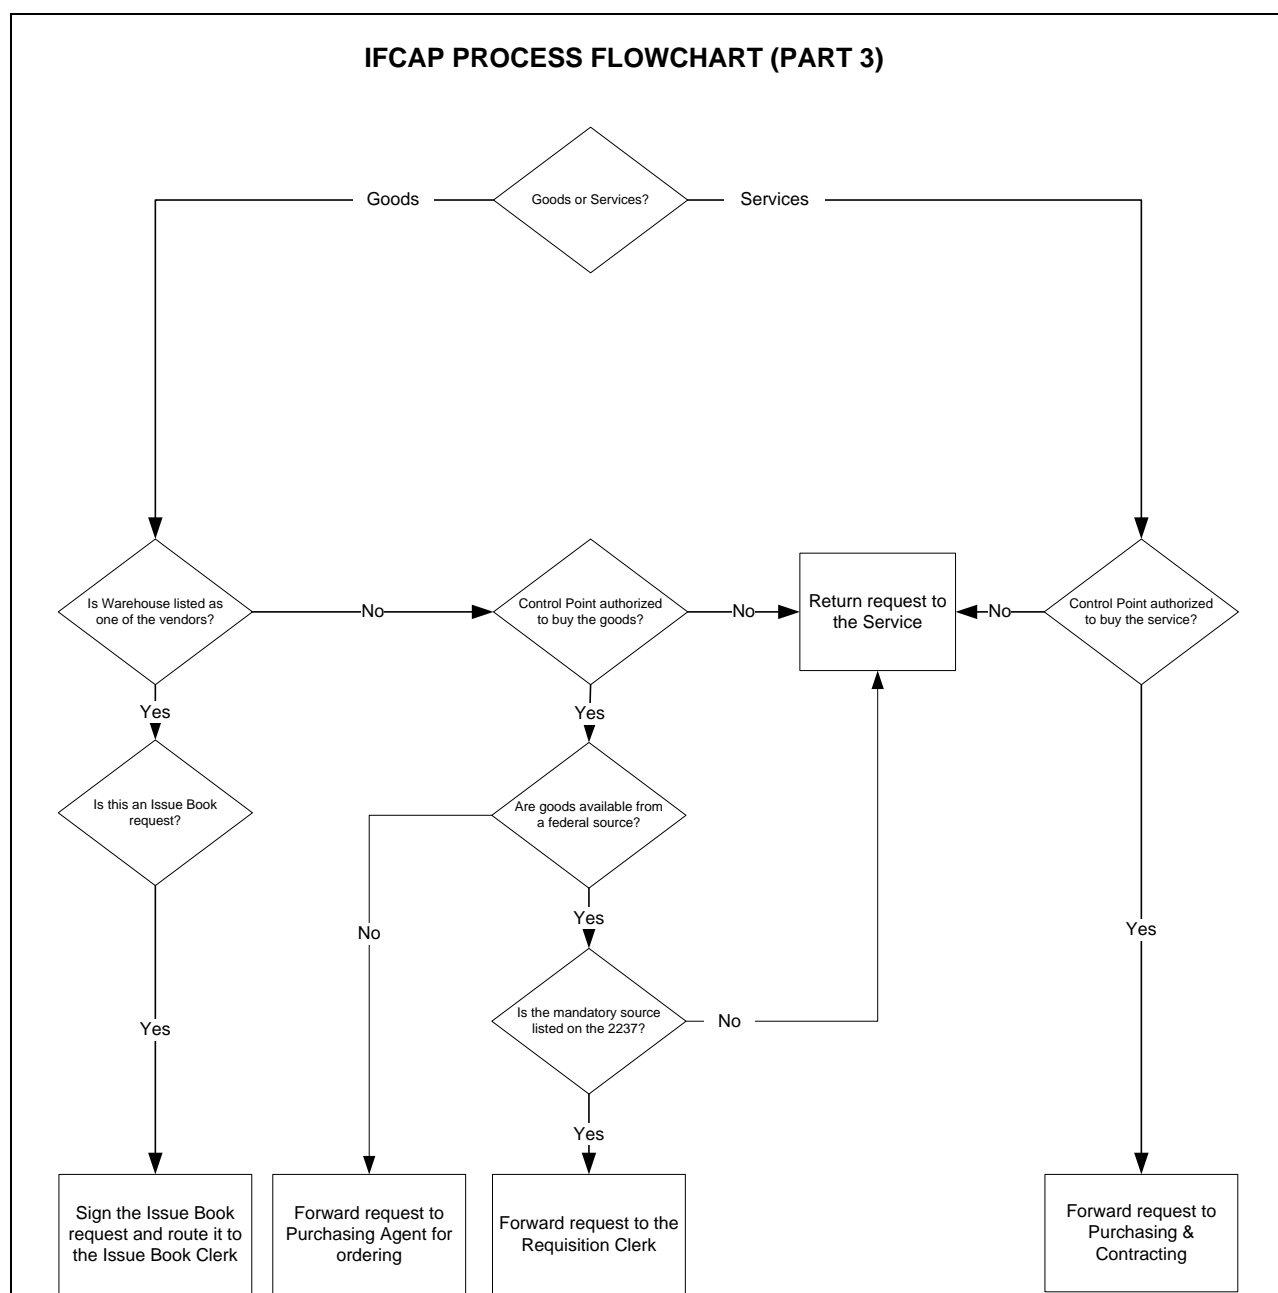 IFCAP PROCESS FLOWCHART (PART 3)
Goods
Goods or Services?
Services
Is Warehouse listed as
one of the vendors?
No
Control Point authorized
to buy the goods?
No
Return request to
the Service
No
Control Point authorized
to buy the service?
Yes
Yes
Is this an Issue Book
request?
Are goods available from
a federal source?
No
Yes
Yes
Is the mandatory source
listed on the 2237?
No
Yes
Yes
Sign the Issue Book
request and route it to
the Issue Book Clerk
Forward request to
Purchasing Agent for
ordering
Forward request to the
Requisition Clerk
Forward request to
Purchasing &
Contracting